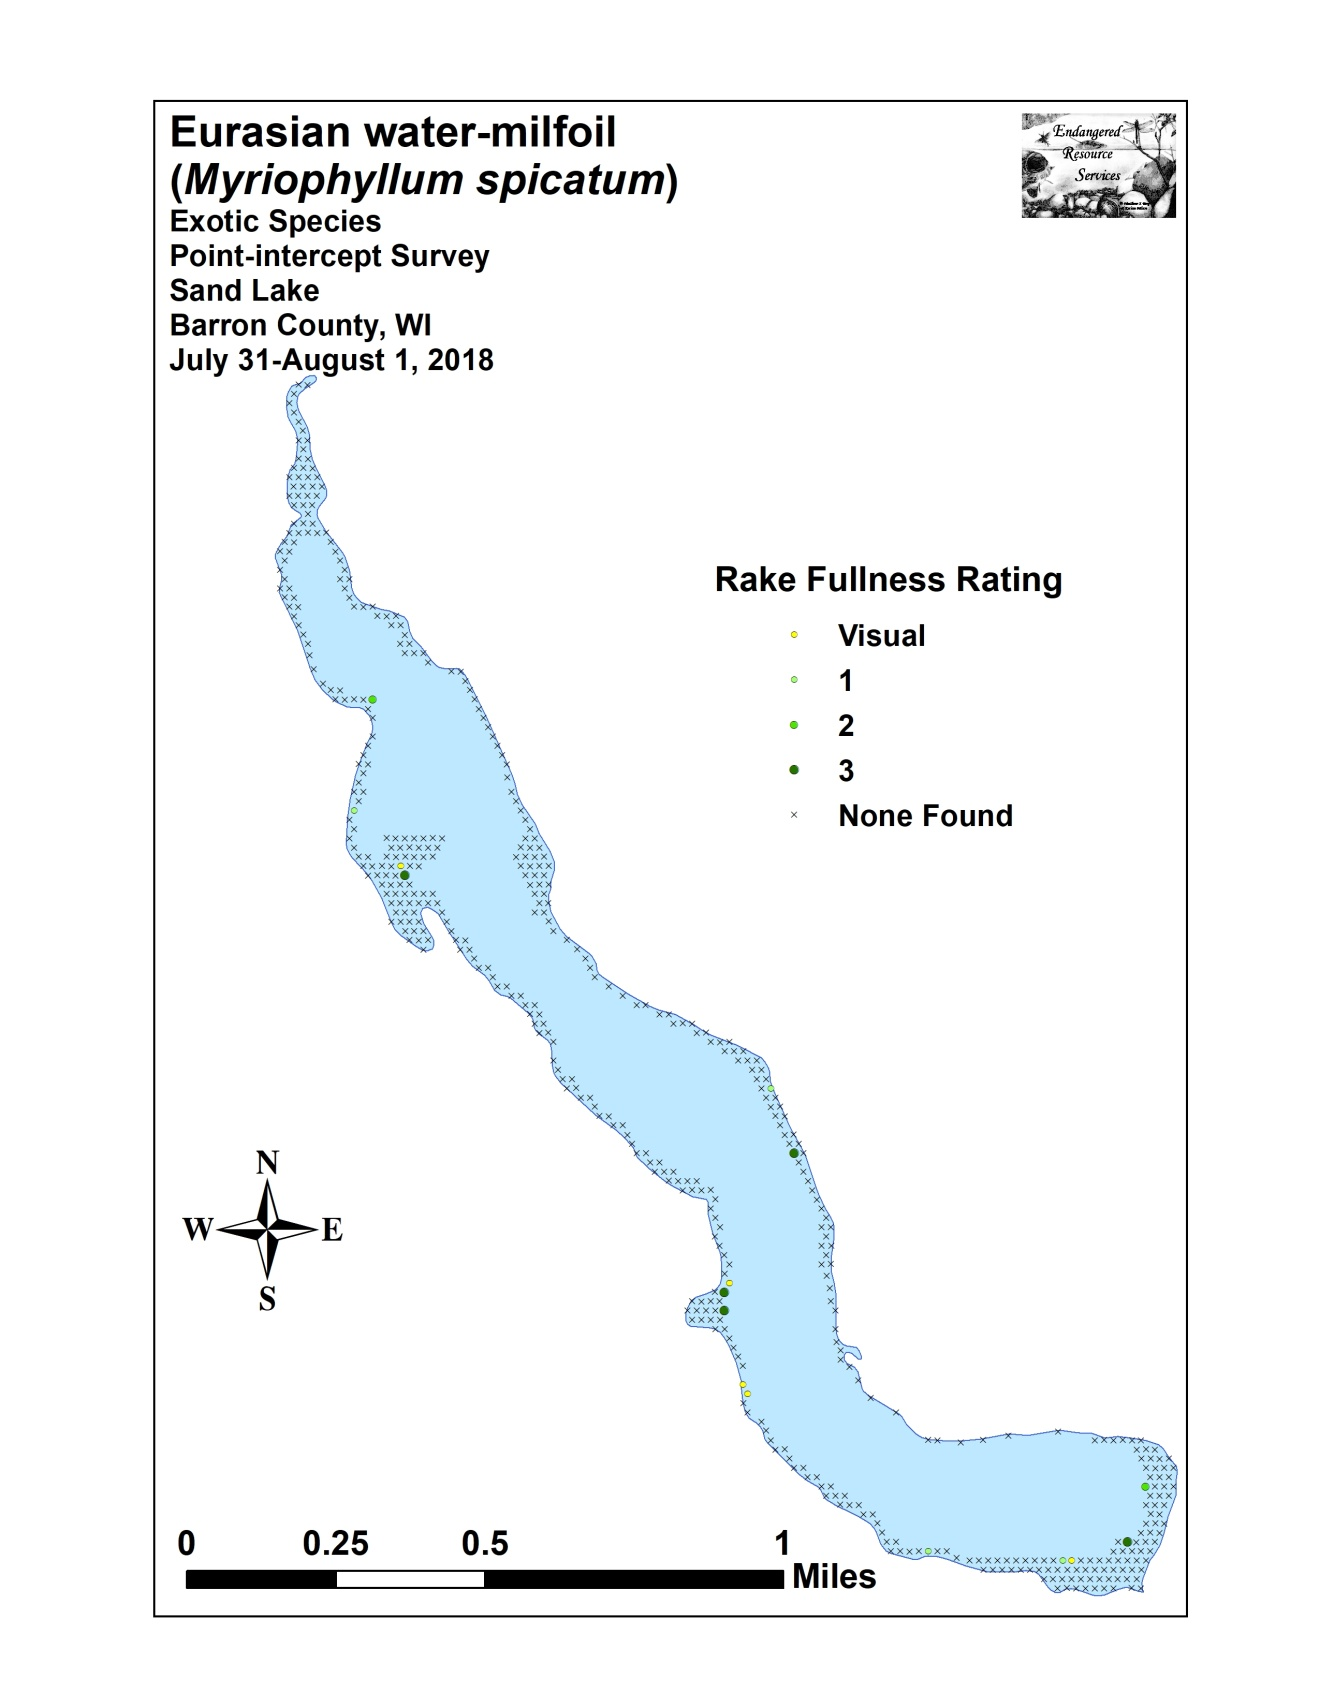 Eurasian water-milfoil
(Myriophyllum spicatum)
Exotic Species
Point-intercept Survey
Sand Lake
Barron County, WI
July 31-August 1, 2018
Endangered
Resource
Services
Rake Fullness Rating
Visual
1
2
3
None Found
N
W E
S
0 0.25 0.5 1
Miles